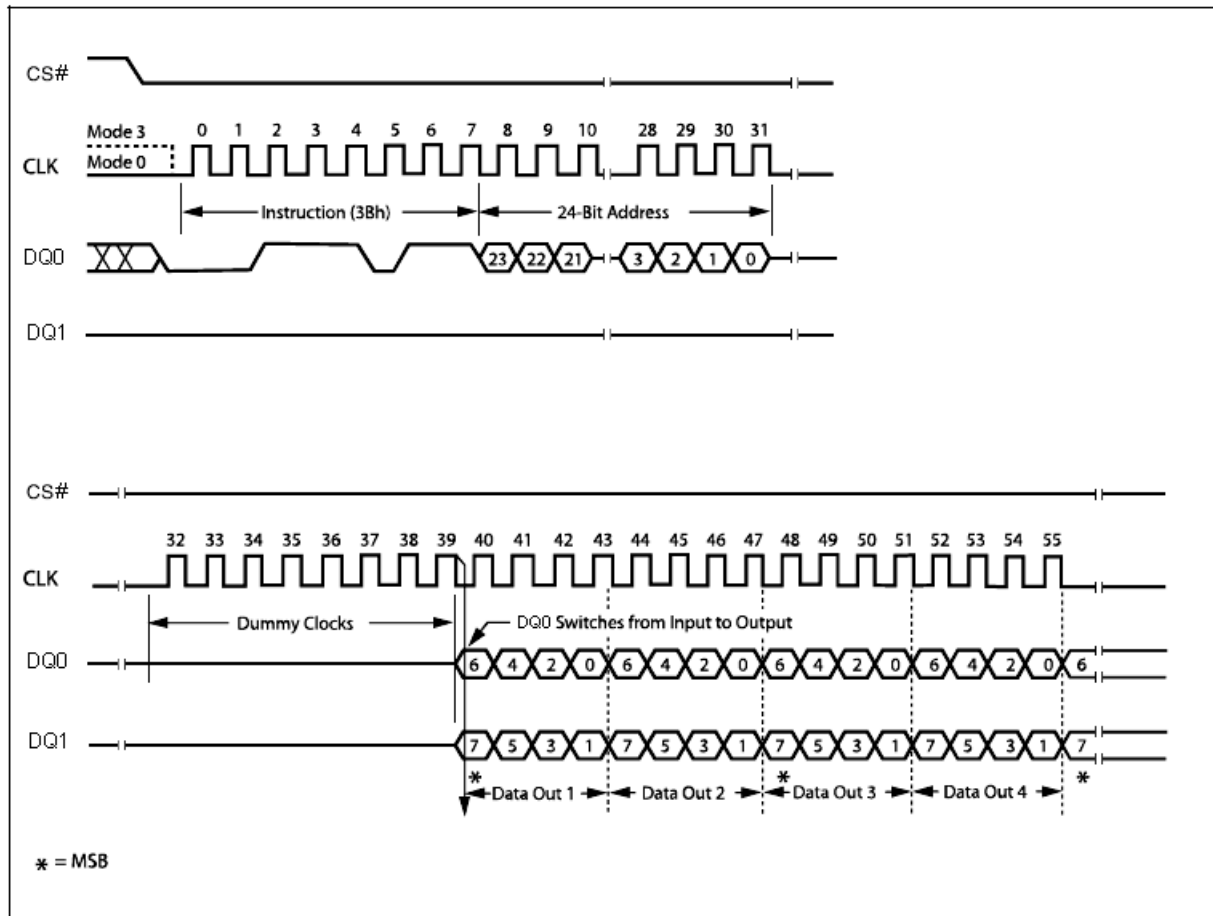 CS#
Mode 3
0 1 2 3 4 5 6 7 8 9 10 28 29 30 31
CLK
Mode 0
Instruction (3Bh)
24-Bit Address
DQ0
23 22 21 3 2 1 0
DQ1
CS#
32 33 34 35 36 37 38 39 40 41 42 43 44 45 46 47 48 49 50 51 52 53 54 55
CLK
Dummy Clocks
DQ0 Switches from Input to Output
DQ0
6 4 2 0 6 4 2 0 6 4 2 0 6 4 2 0 6
DQ1
7 5 3 1 7 5 3 1 7 5 3 1 7 5 3 1 7
* * *
Data Out 1 Data Out 2 Data Out 3 Data Out 4
* = MSB